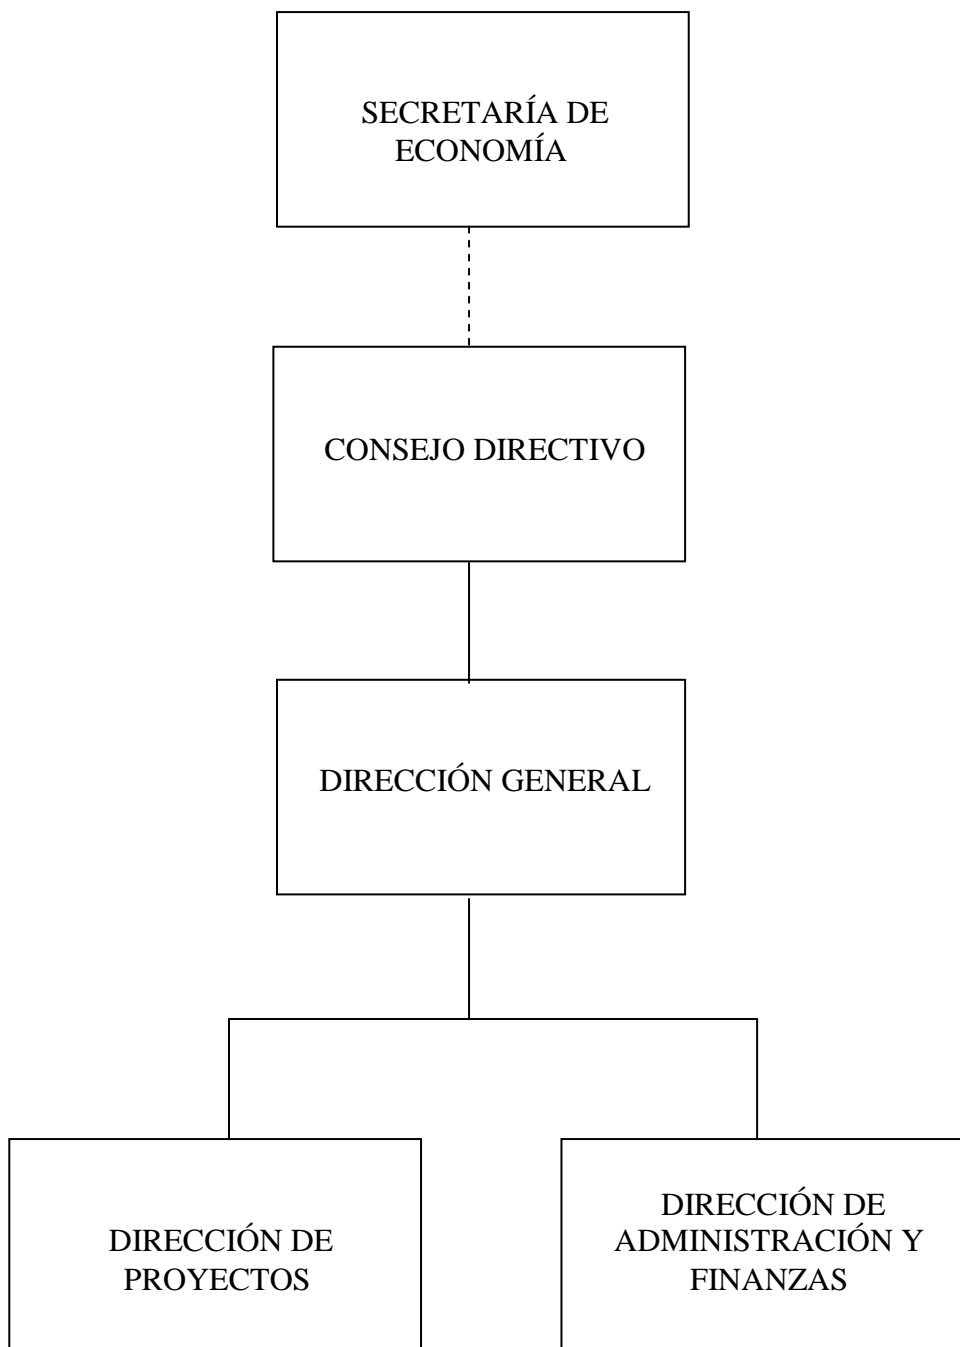 SECRETARÍA DE
ECONOMÍA
CONSEJO DIRECTIVO
DIRECCIÓN GENERAL
DIRECCIÓN DE
PROYECTOS
DIRECCIÓN DE
ADMINISTRACIÓN Y
FINANZAS